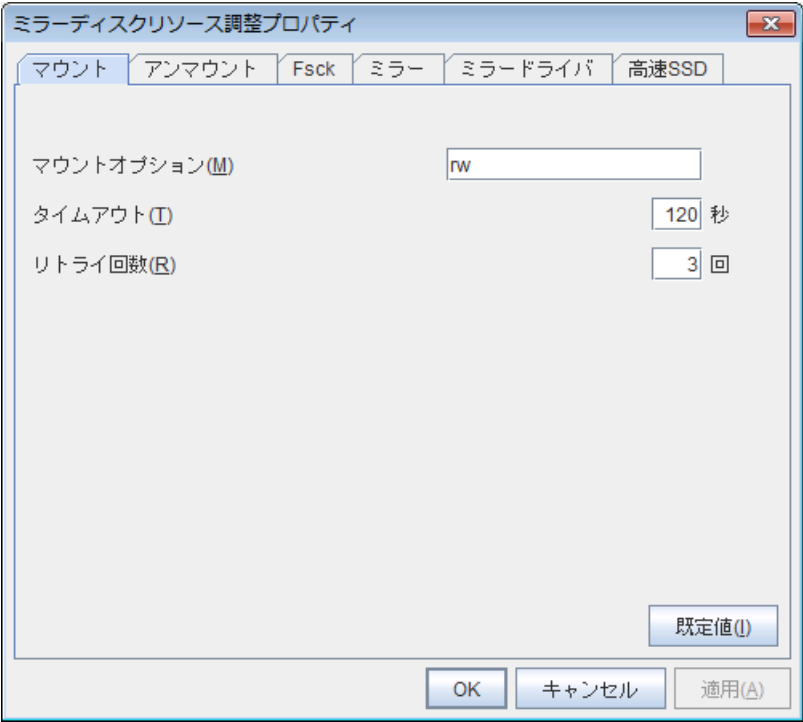 ミラーディスクリソース調整プロパティ
マウント アンマウント Fsck ミラー ミラードライバ 高速SSD
マウントオプション(M) rw
タイムアウト(T) 120 秒
リトライ回数(R) 3 回
既定値(I)
OK キャンセル 適用(A)